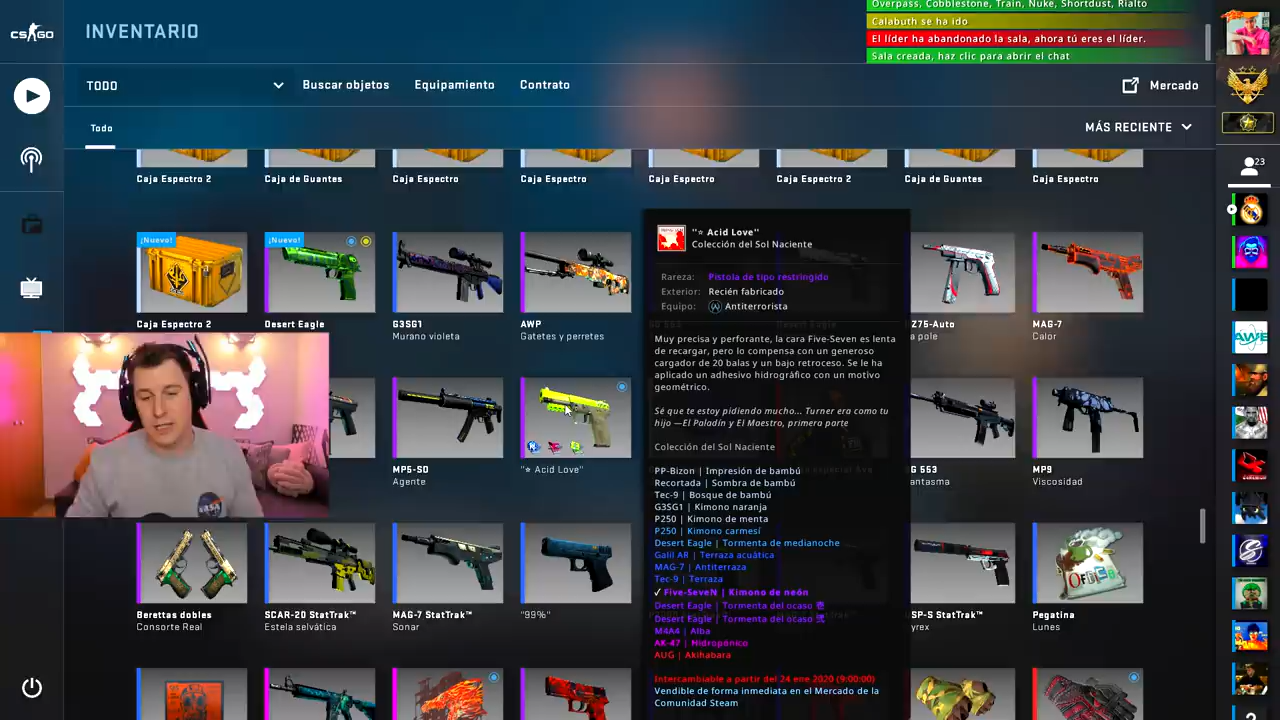 Overpass, Cobblestone, Train, Nuke, Shortdust, Rialto
Calabuth se ha ido
El líder ha abandonado la sala, ahora tú eres el líder.
Sala creada, haz clic para abrir el chat
CS:GO
INVENTARIO
TODO
Buscar objetos
Equipamiento
Contrato
Mercado
Todo
MÁS RECIENTE
23
Caja Espectro 2
Caja de Guantes
Caja Espectro
Caja Espectro
Caja Espectro
Caja Espectro 2
Caja de Guantes
Caja Espectro
¡Nuevo!
¡Nuevo!
Caja Espectro 2
Desert Eagle
G3SG1
Murano violeta
AWP
Gatetes y perretes
Z75-Auto
a pole
MAG-7
Calor
"⭐ Acid Love"
Colección del Sol Naciente
Rareza: Pistola de tipo restringido
Exterior: Recién fabricado
Equipo: Antiterrorista
Muy precisa y perforante, la cara Five-Seven es lenta
de recargar, pero lo compensa con un generoso
cargador de 20 balas y un bajo retroceso. Se le ha
aplicado un adhesivo hidrográfico con un motivo
geométrico.
Sé que te estoy pidiendo mucho... Turner era como tu
hijo —El Paladín y El Maestro, primera parte
Colección del Sol Naciente
PP-Bizon | Impresión de bambú
Recortada | Sombra de bambú
Tec-9 | Bosque de bambú
G3SG1 | Kimono naranja
P250 | Kimono de menta
P250 | Kimono carmesí
Desert Eagle | Tormenta de medianoche
Galil AR | Terraza acuática
MAG-7 | Antiterraza
Tec-9 | Terraza
✓ Five-SeveN | Kimono de neón
Desert Eagle | Tormenta del ocaso 壱
Desert Eagle | Tormenta del ocaso 弐
M4A4 | Alba
AK-47 | Hidropónico
AUG | Akihabara
Intercambiable a partir del 24 ene 2020 (9:00:00)
Vendible de forma inmediata en el Mercado de la
Comunidad Steam
MP5-SD
Agente
"⭐ Acid Love"
G 553
antasma
MP9
Viscosidad
Berettas dobles
Consorte Real
SCAR-20 StatTrak™
Estela selvática
MAG-7 StatTrak™
Sonar
"99%"
SP-S StatTrak™
yrex
Pegatina
Lunes